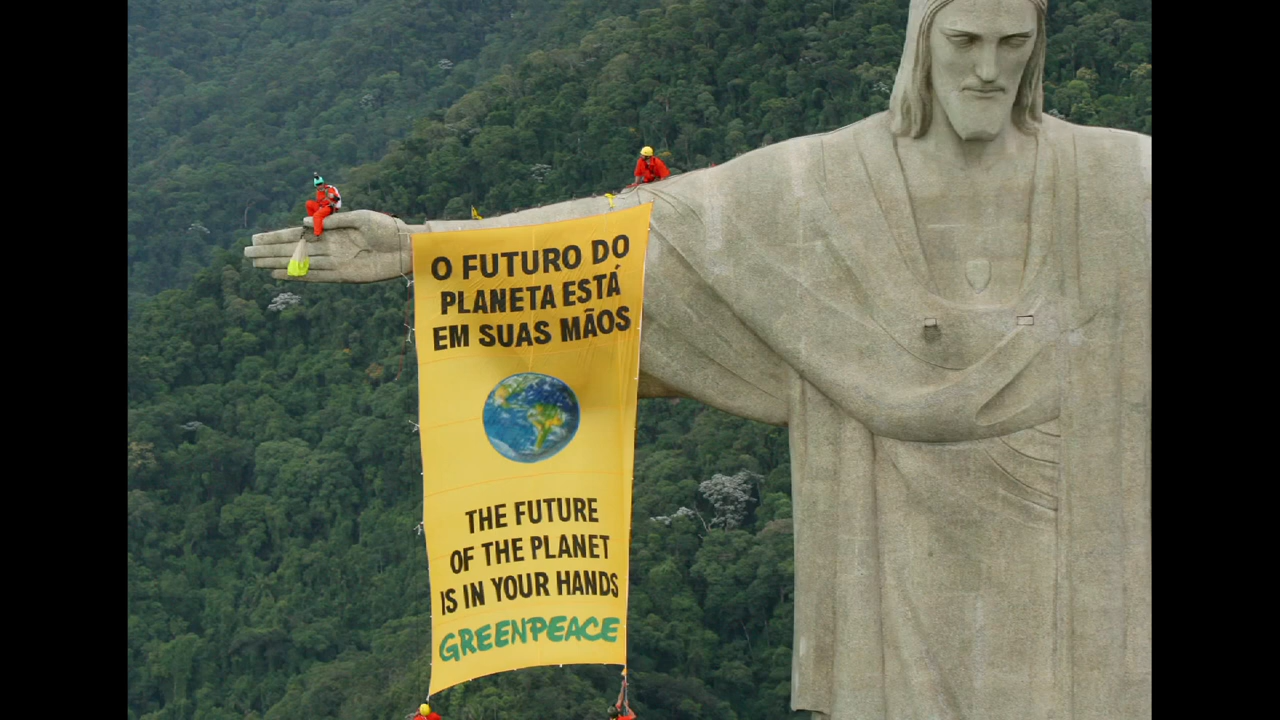 O FUTURO DO
PLANETA ESTÁ
EM SUAS MÃOS
THE FUTURE
OF THE PLANET
IS IN YOUR HANDS
GREENPEACE